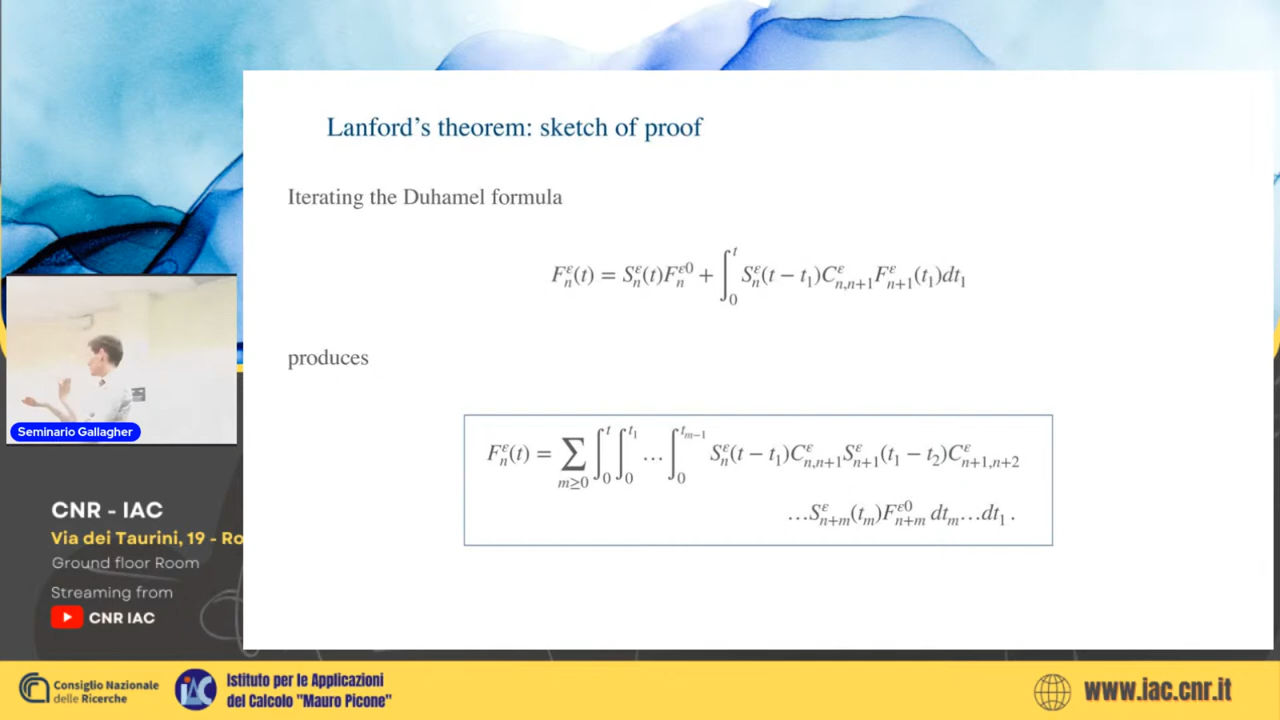 Lanford's theorem: sketch of proof
Iterating the Duhamel formula
F_n^ε(t) = S_n^ε(t)F_n^{ε0} + ∫_0^t S_n^ε(t − t_1)C_{n,n+1}^ε F_{n+1}^ε(t_1)dt_1
produces
F_n^ε(t) = ∑_{m≥0} ∫_0^t ∫_0^{t_1} … ∫_0^{t_{m−1}} S_n^ε(t − t_1)C_{n,n+1}^ε S_{n+1}^ε(t_1 − t_2)C_{n+1,n+2}^ε
…S_{n+m}^ε(t_m)F_{n+m}^{ε0} dt_m…dt_1 .
Seminario Gallagher
CNR - IAC
Via dei Taurini, 19 - Ro
Ground floor Room
Streaming from
CNR IAC
Consiglio Nazionale
delle Ricerche
IAC
Istituto per le Applicazioni
del Calcolo "Mauro Picone"
www.iac.cnr.it